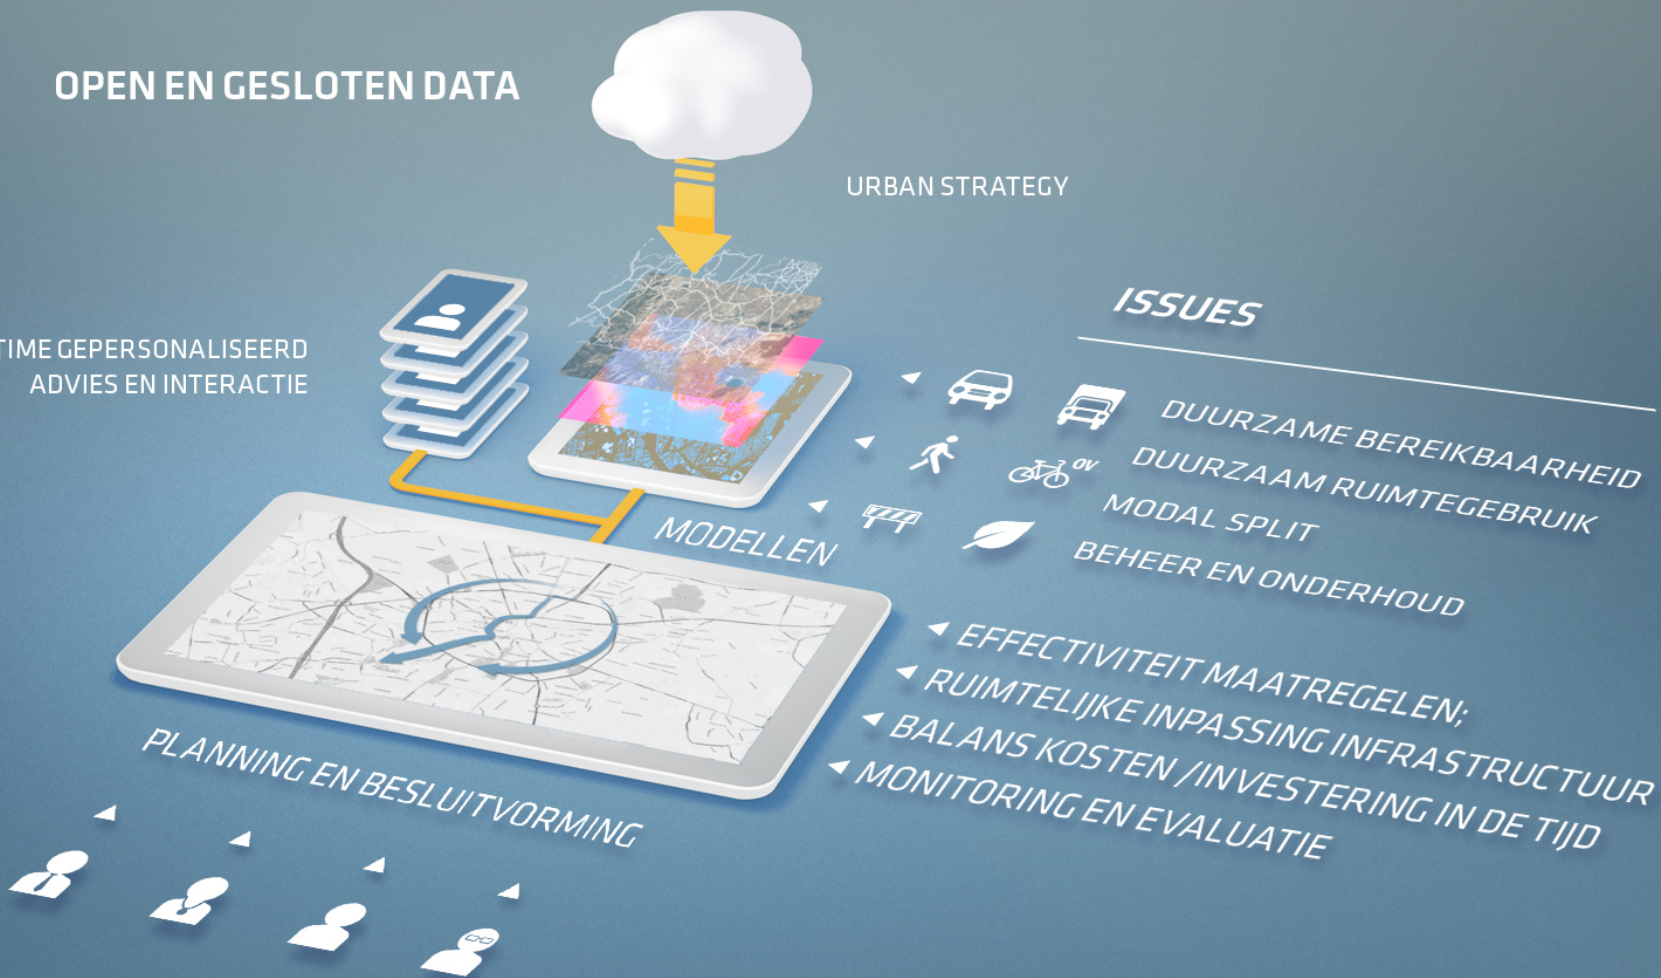 OPEN EN GESLOTEN DATA
URBAN STRATEGY
TIME GEPERSONALISEERD
ADVIES EN INTERACTIE
ISSUES
DUURZAME BEREIKBAARHEID
DUURZAAM RUIMTEGEBRUIK
OV
MODAL SPLIT
BEHEER EN ONDERHOUD
MODELLEN
EFFECTIVITEIT MAATREGELEN;
RUIMTELIJKE INPASSING INFRASTRUCTUUR
BALANS KOSTEN /INVESTERING IN DE TIJD
MONITORING EN EVALUATIE
PLANNING EN BESLUITVORMING